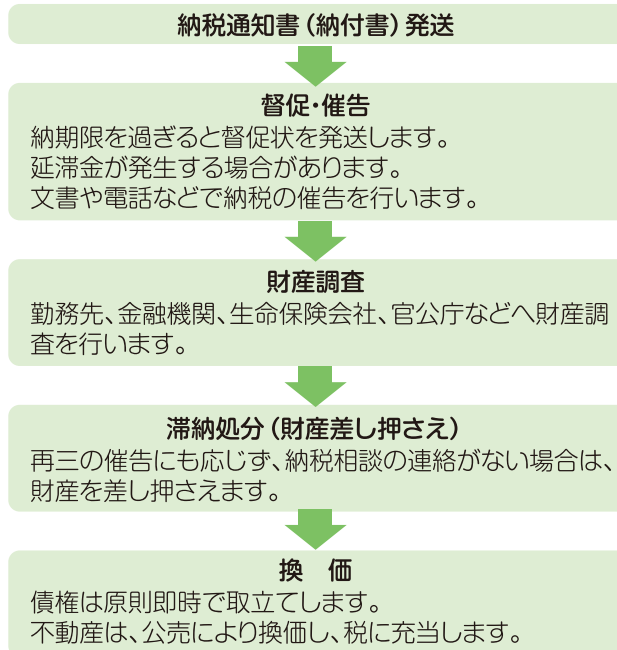 納税通知書（納付書）発送
督促・催告
納期限を過ぎると督促状を発送します。
延滞金が発生する場合があります。
文書や電話などで納税の催告を行います。
財産調査
勤務先、金融機関、生命保険会社、官公庁などへ財産調
査を行います。
滞納処分（財産差し押さえ）
再三の催告にも応じず、納税相談の連絡がない場合は、
財産を差し押さえます。
換　価
債権は原則即時で取立てします。
不動産は、公売により換価し、税に充当します。